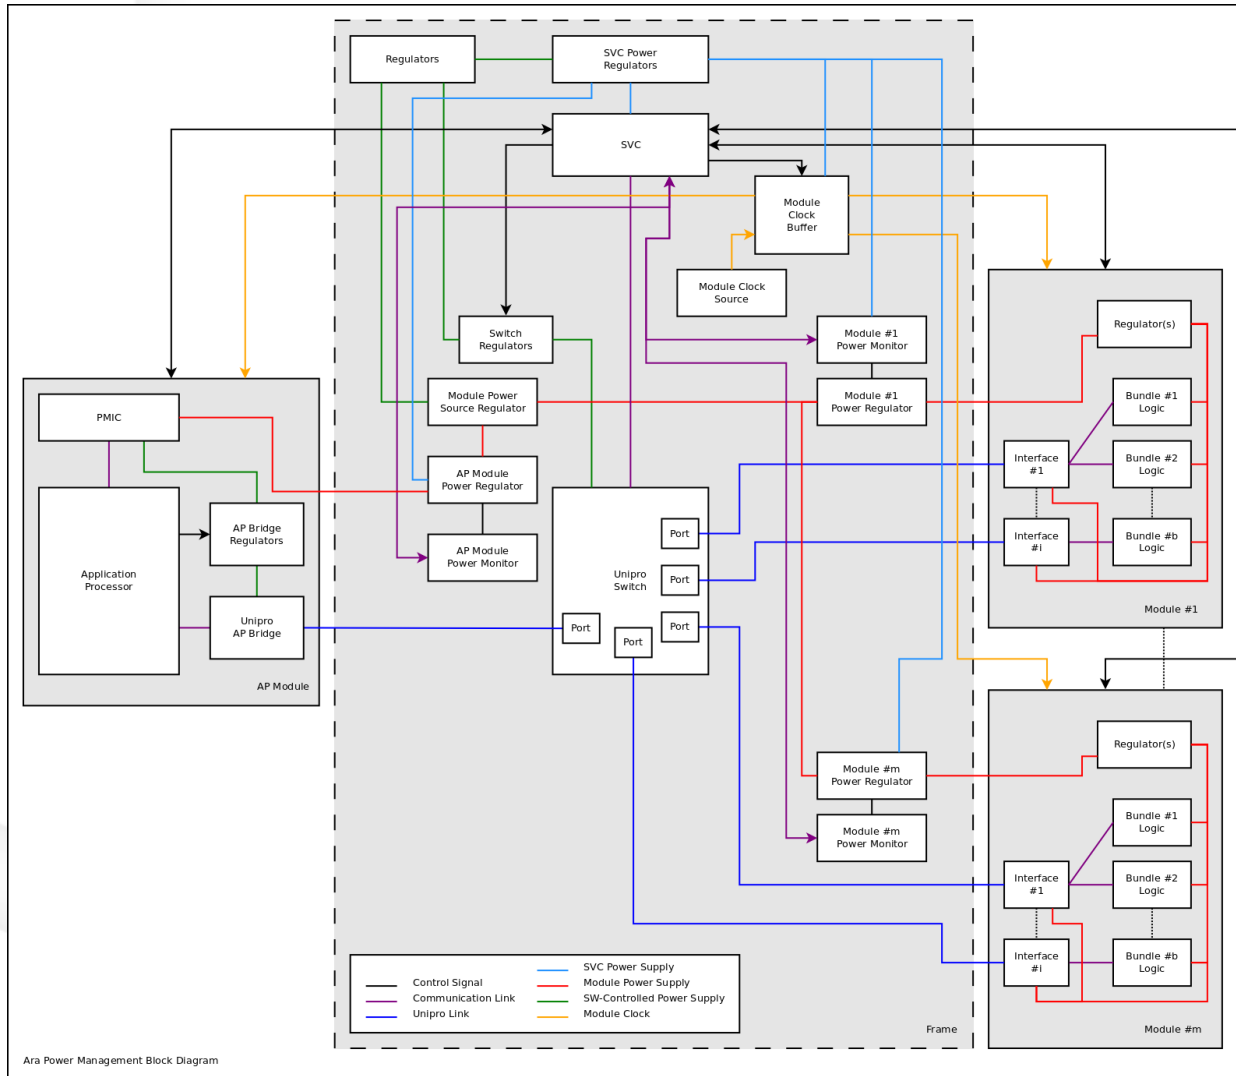 Regulators
SVC Power
Regulators
SVC
Module
Clock
Buffer
Module Clock
Source
Switch
Regulators
Module #1
Power Monitor
Module Power
Source Regulator
Module #1
Power Regulator
AP Module
Power Regulator
AP Module
Power Monitor
PMIC
Application
Processor
AP Bridge
Regulators
Unipro
AP Bridge
AP Module
Unipro
Switch
Port
Port
Port
Port
Port
Regulator(s)
Bundle #1
Logic
Interface
#1
Bundle #2
Logic
Interface
#i
Bundle #b
Logic
Module #1
Module #m
Power Regulator
Module #m
Power Monitor
Regulator(s)
Bundle #1
Logic
Interface
#1
Bundle #2
Logic
Interface
#i
Bundle #b
Logic
Module #m
Control Signal
Communication Link
Unipro Link
SVC Power Supply
Module Power Supply
SW-Controlled Power Supply
Module Clock
Frame
Ara Power Management Block Diagram